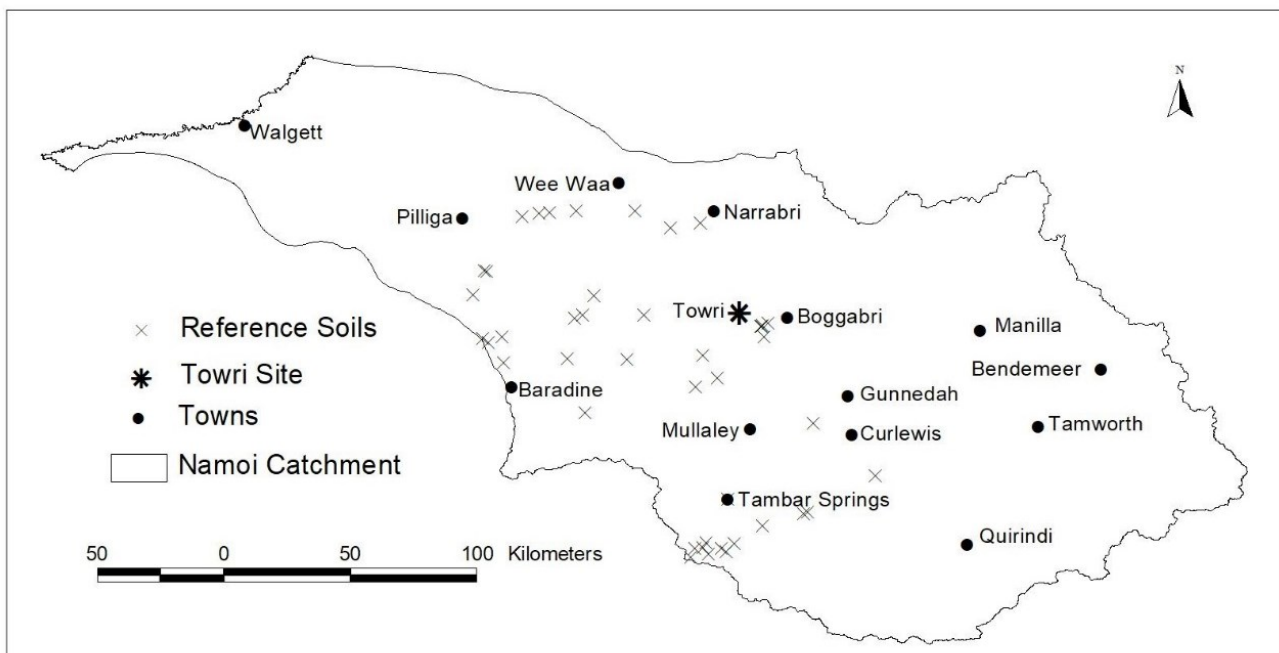 N
Walgett
Wee Waa
Pilliga
Narrabri
Towri
Boggabri
Manilla
Bendemeer
Baradine
Gunnedah
Mullaley
Curlewis
Tamworth
Tambar Springs
Quirindi
Reference Soils
Towri Site
Towns
Namoi Catchment
50 0 50 100 Kilometers